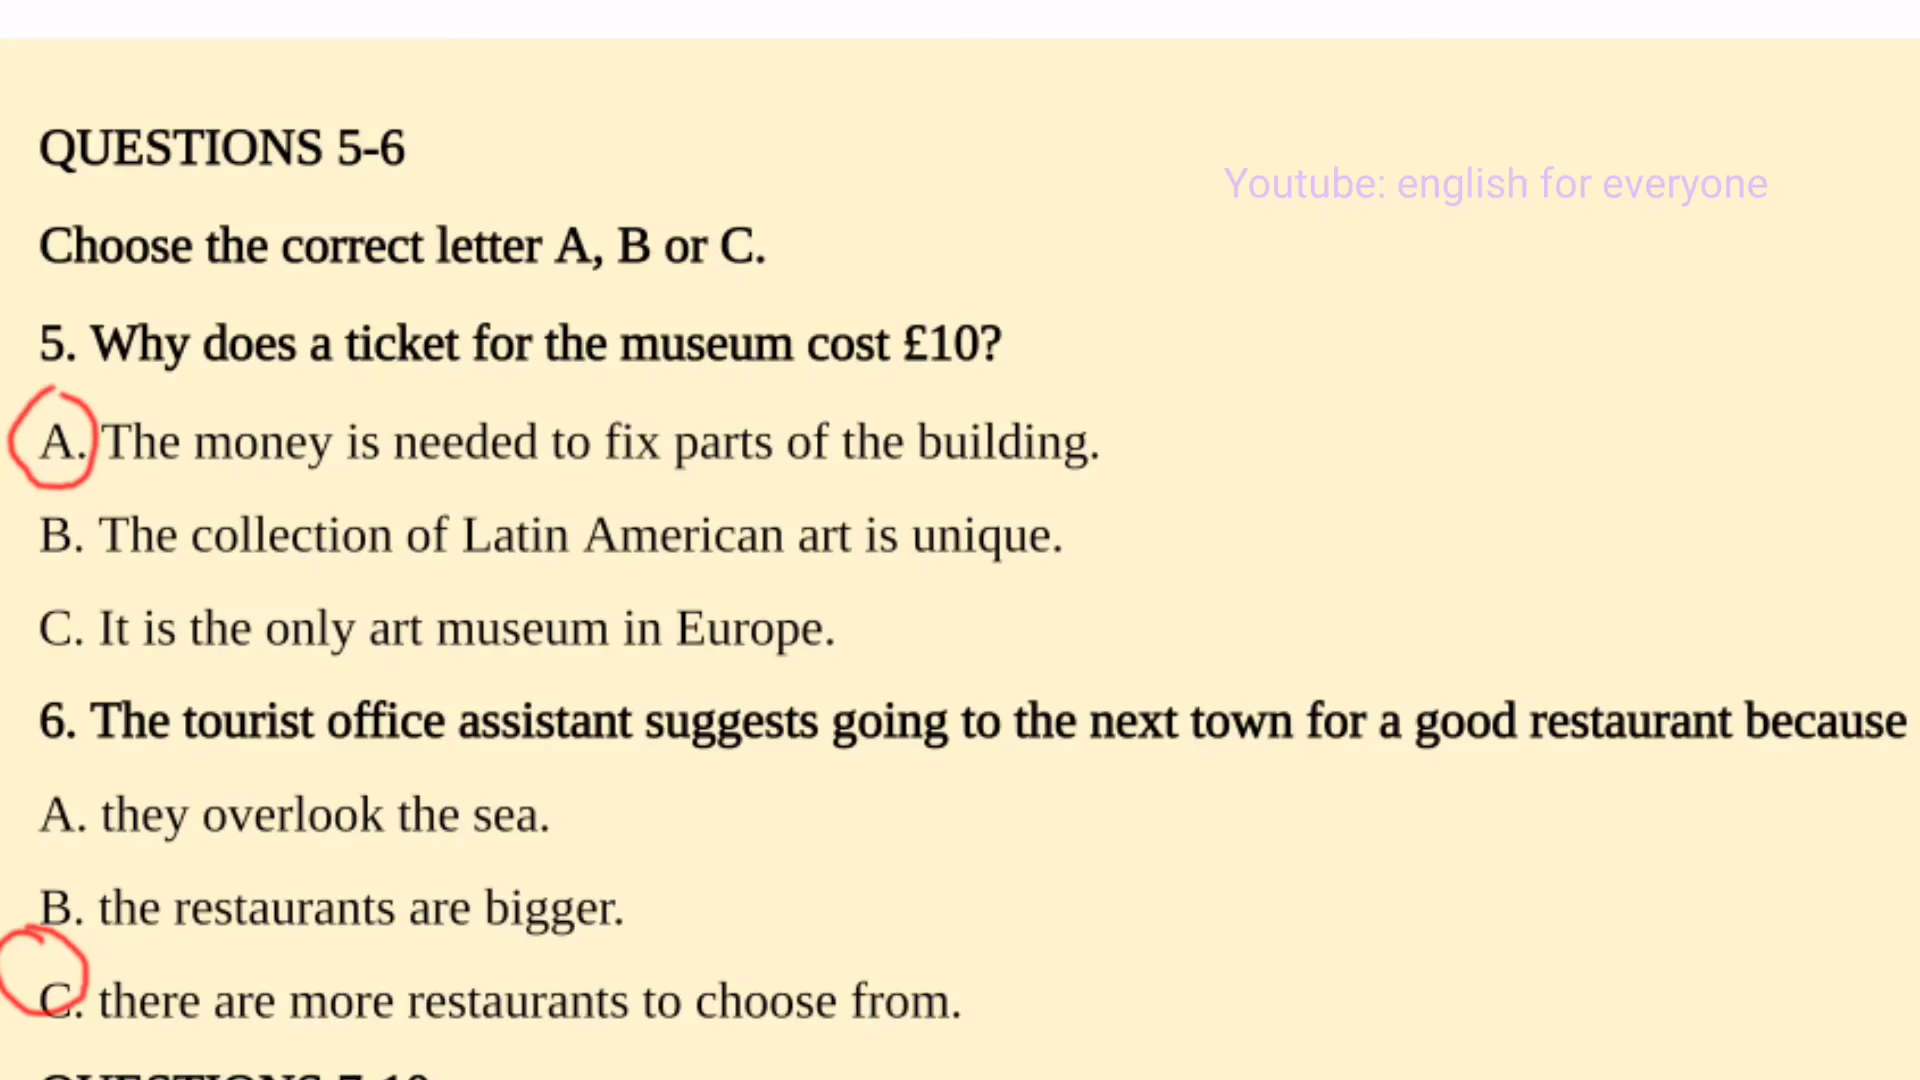 QUESTIONS 5-6
Youtube: english for everyone
Choose the correct letter A, B or C.
5. Why does a ticket for the museum cost £10?
A. The money is needed to fix parts of the building.
B. The collection of Latin American art is unique.
C. It is the only art museum in Europe.
6. The tourist office assistant suggests going to the next town for a good restaurant because
A. they overlook the sea.
B. the restaurants are bigger.
C. there are more restaurants to choose from.
QUESTIONS 7-10